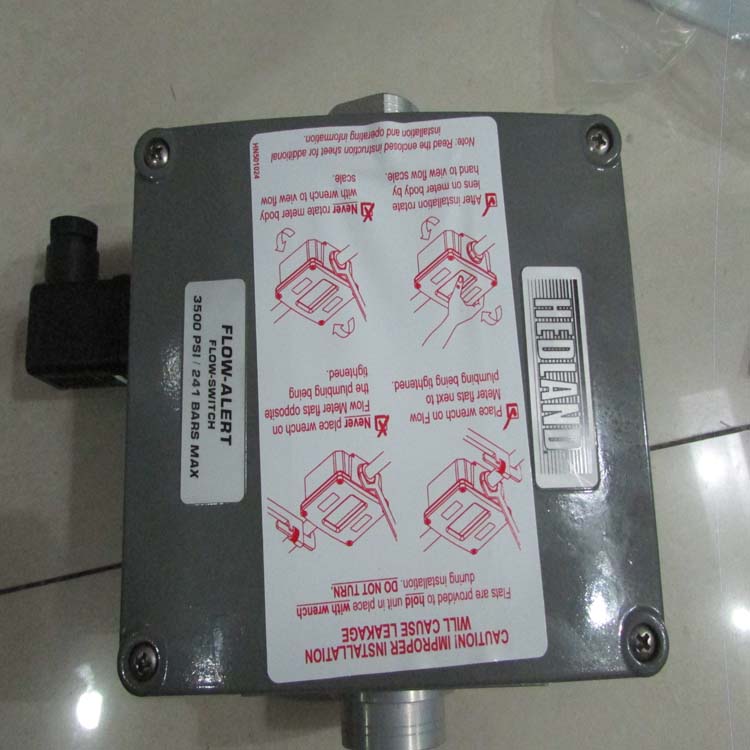 HEDLAND
FLOW-ALERT
FLOW-SWITCH
3500 PSI / 241 BARS MAX
CAUTION! IMPROPER INSTALLATION
WILL CAUSE LEAKAGE
Flats are provided to hold unit in place with wrench
during installation. DO NOT TURN.
Place wrench on Flow
Meter flats next to
plumbing being tightened.
Never place wrench on
Flow Meter flats opposite
the plumbing being
tightened.
After installation rotate
lens on meter body by
hand to view flow scale.
Never rotate meter body
with wrench to view flow
scale.
Note: Read the enclosed instruction sheet for additional
installation and operating information.
HN501024